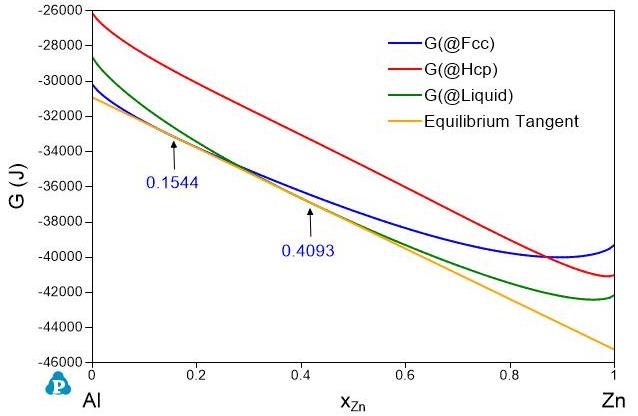 -26000
-28000
-30000
-32000
-34000
-36000
-38000
-40000
-42000
-44000
-46000
G (J)
G(@Fcc)
G(@Hcp)
G(@Liquid)
Equilibrium Tangent
0.1544
0.4093
0 0.2 0.4 0.6 0.8 1
Al xZn Zn
P